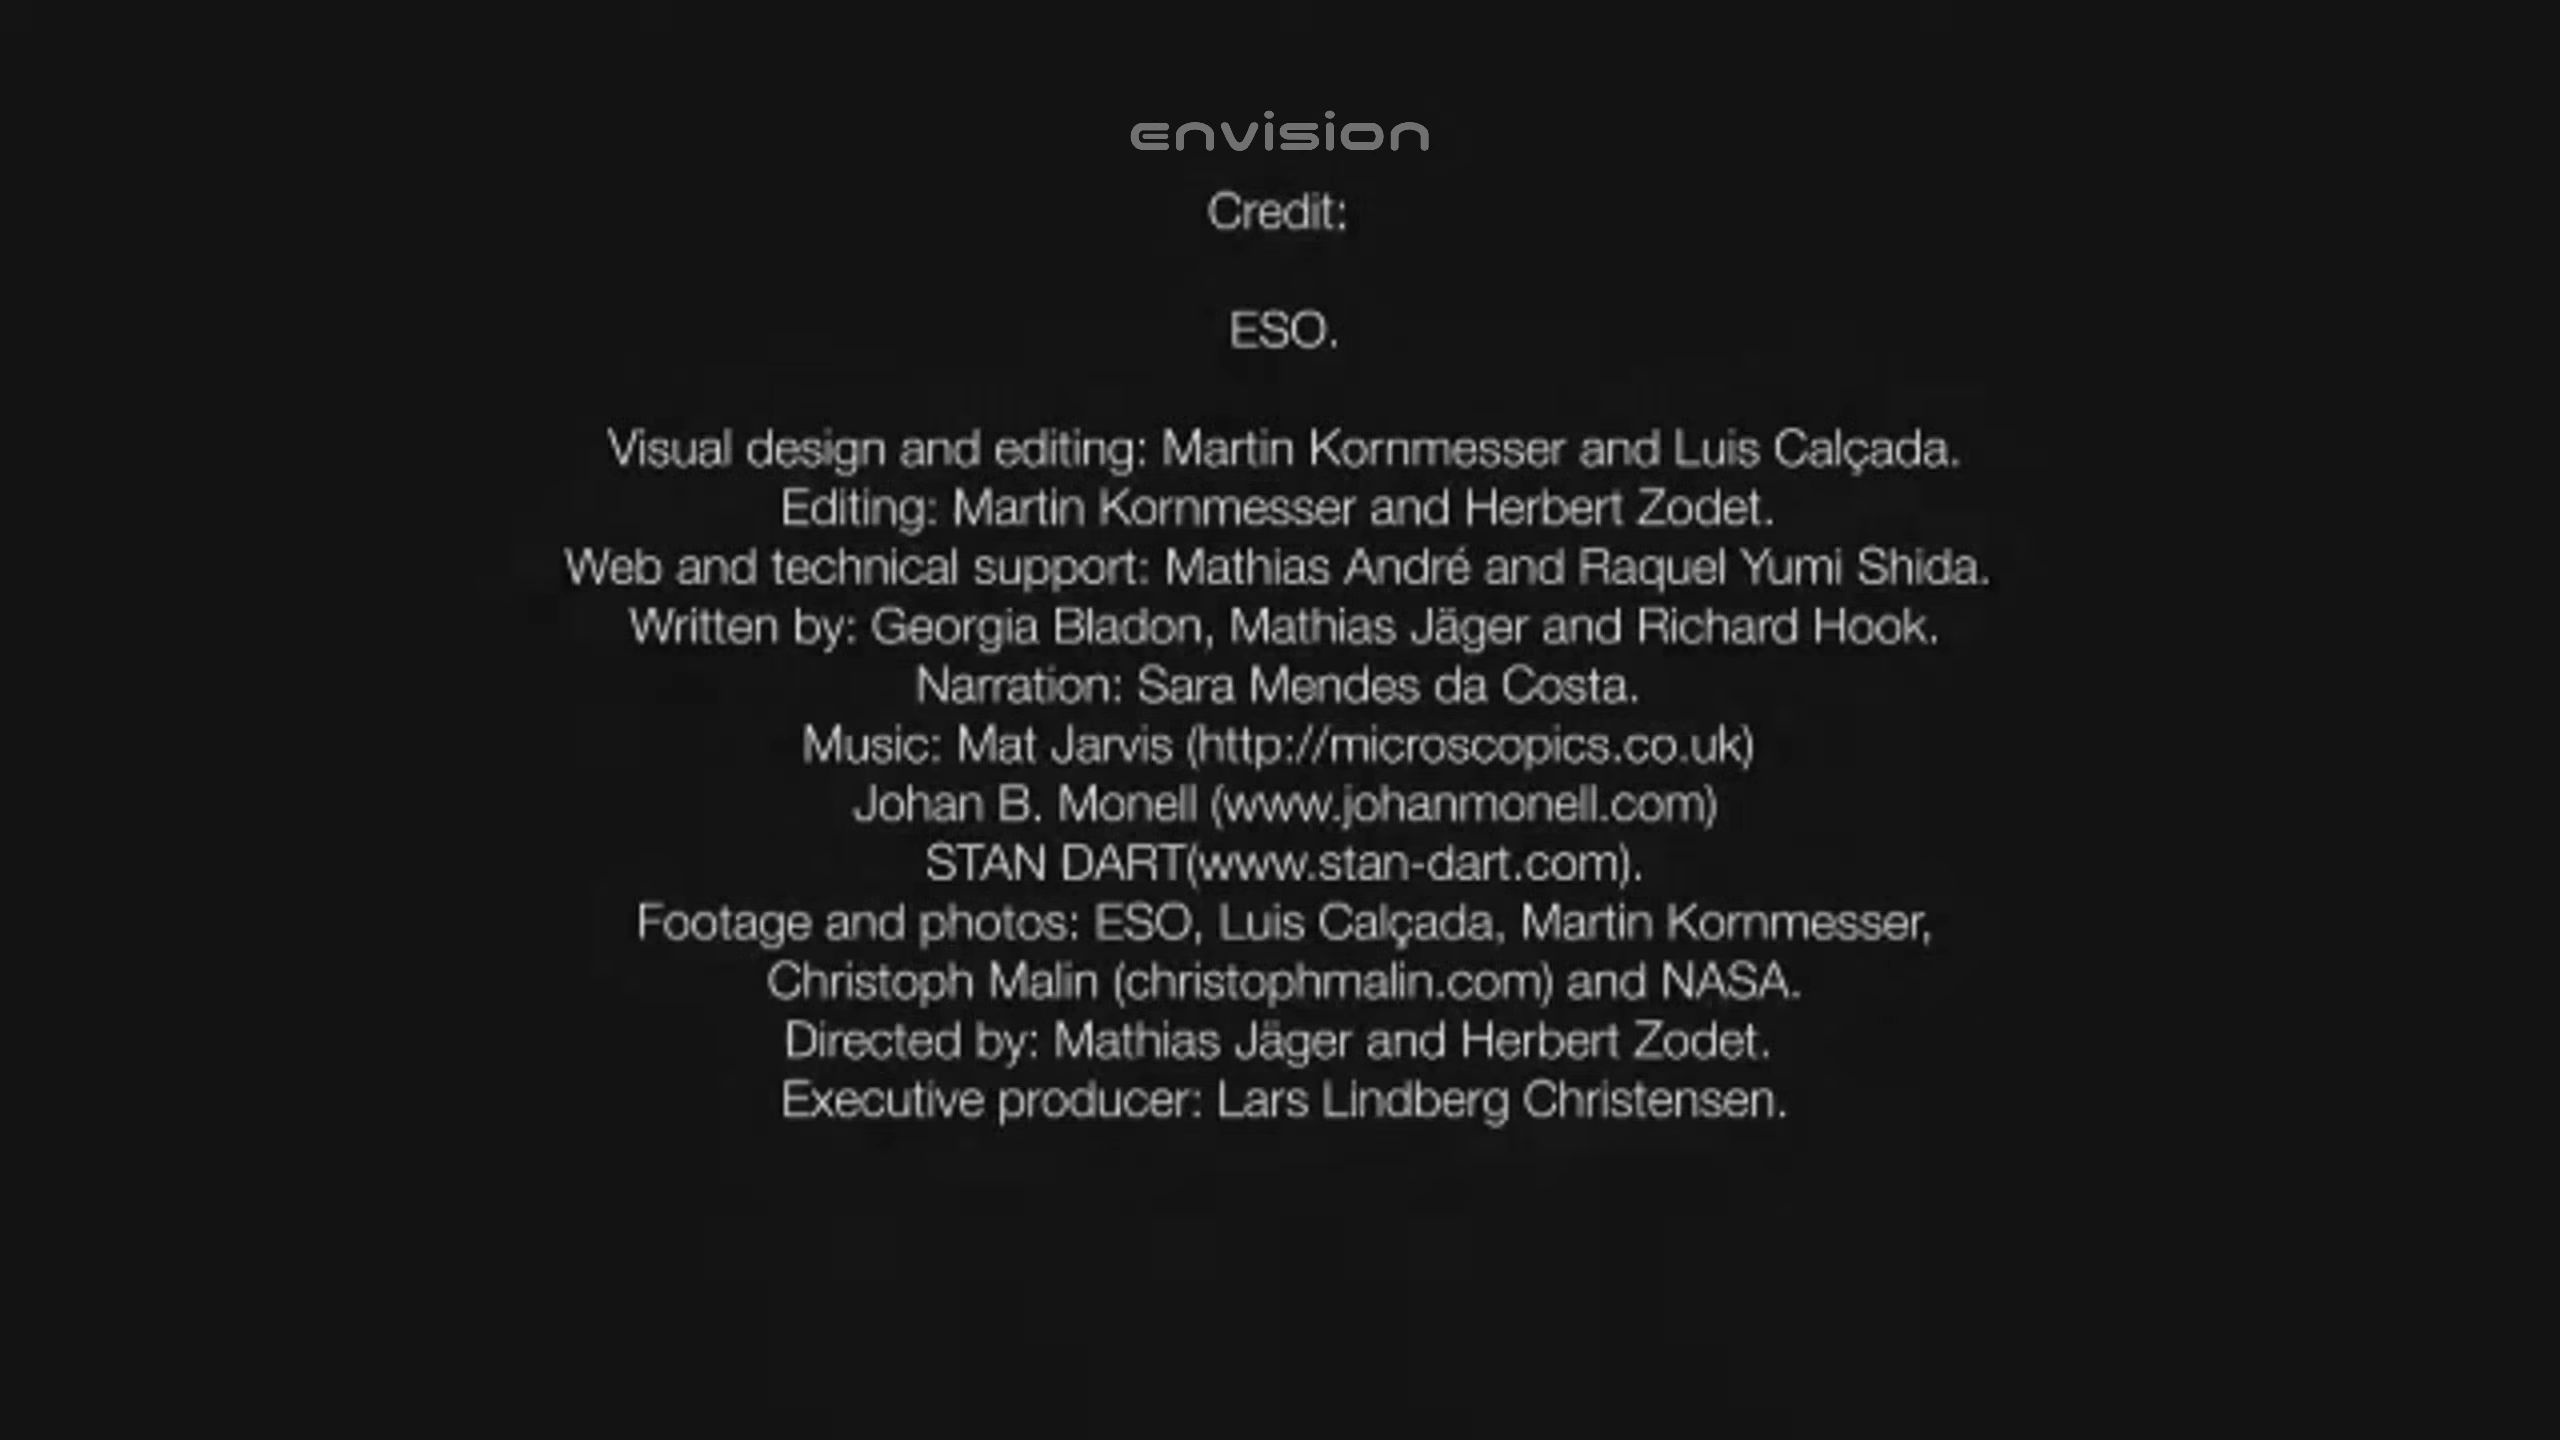 envision
Credit:
ESO.
Visual design and editing: Martin Kornmesser and Luis Calçada.
Editing: Martin Kornmesser and Herbert Zodet.
Web and technical support: Mathias André and Raquel Yumi Shida.
Written by: Georgia Bladon, Mathias Jäger and Richard Hook.
Narration: Sara Mendes da Costa.
Music: Mat Jarvis (http://microscopics.co.uk)
Johan B. Monell (www.johanmonell.com)
STAN DART(www.stan-dart.com).
Footage and photos: ESO, Luis Calçada, Martin Kornmesser,
Christoph Malin (christophmalin.com) and NASA.
Directed by: Mathias Jäger and Herbert Zodet.
Executive producer: Lars Lindberg Christensen.